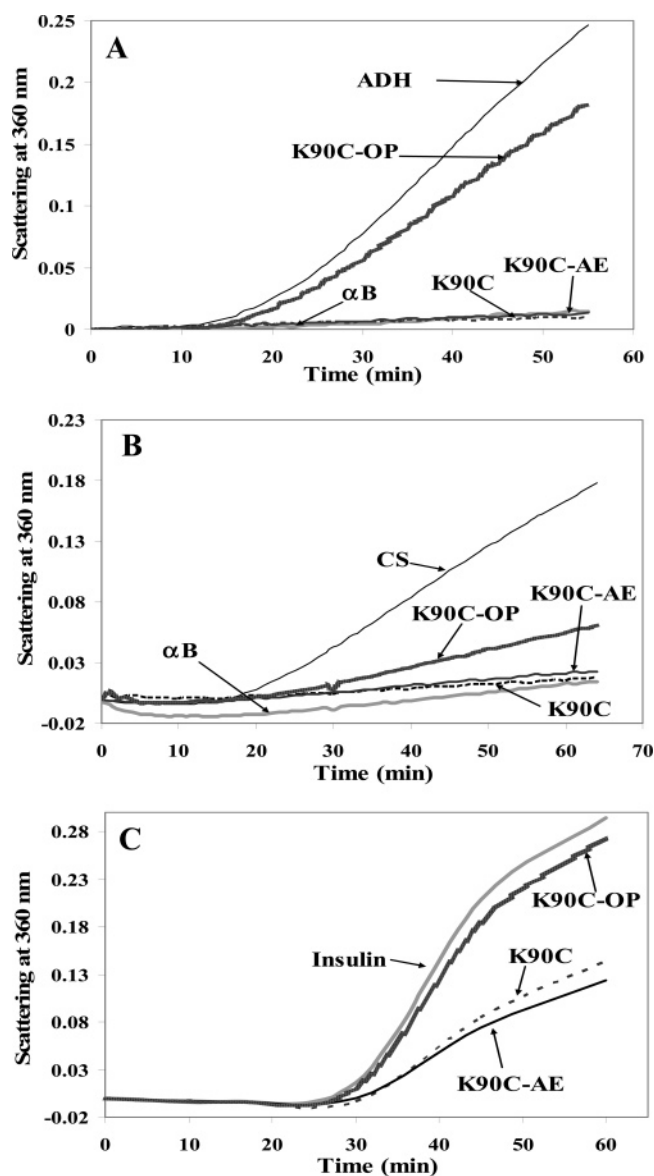 A
Scattering at 360 nm
0.25
0.2
0.15
0.1
0.05
0
ADH
K90C-OP
K90C-AE
K90C
αB
0 10 20 30 40 50 60
Time (min)
B
Scattering at 360 nm
0.23
0.18
0.13
0.08
0.03
-0.02
CS
K90C-AE
K90C-OP
αB
K90C
0 10 20 30 40 50 60 70
Time (min)
C
Scattering at 360 nm
0.28
0.23
0.18
0.13
0.08
0.03
-0.02
K90C-OP
Insulin
K90C
K90C-AE
0 10 20 30 40 50 60
Time (min)